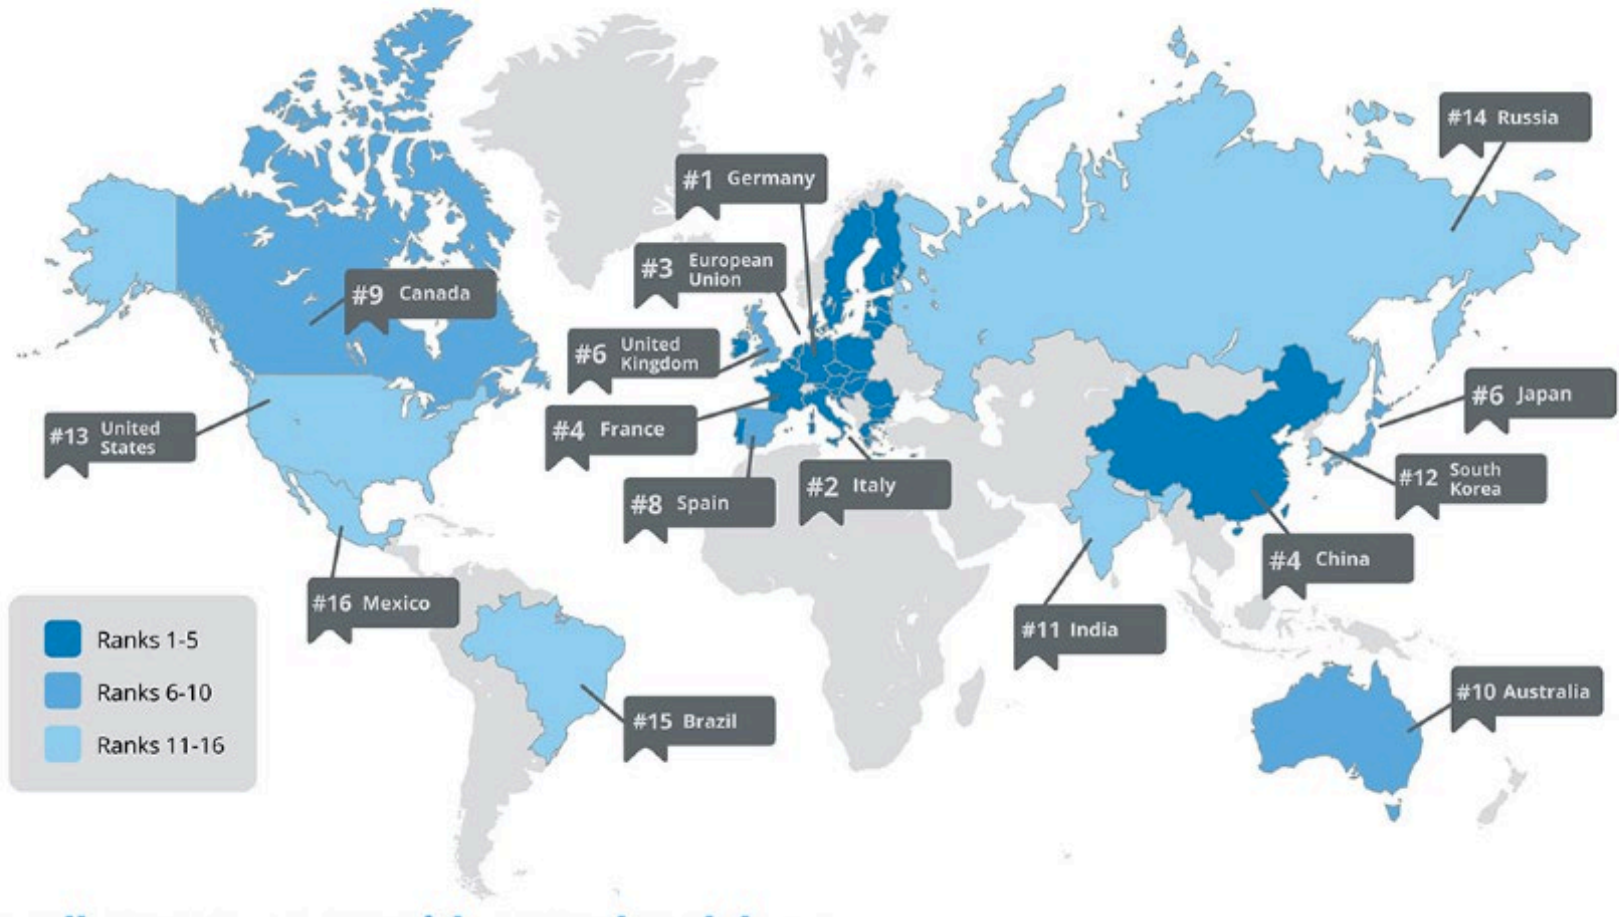 #14 Russia
#1 Germany
#3 European
Union
#9 Canada
#6 United
Kingdom
#6 Japan
#13 United
States
#4 France
#2 Italy
#12 South
Korea
#8 Spain
#4 China
#16 Mexico
#11 India
Ranks 1-5
Ranks 6-10
Ranks 11-16
#10 Australia
#15 Brazil